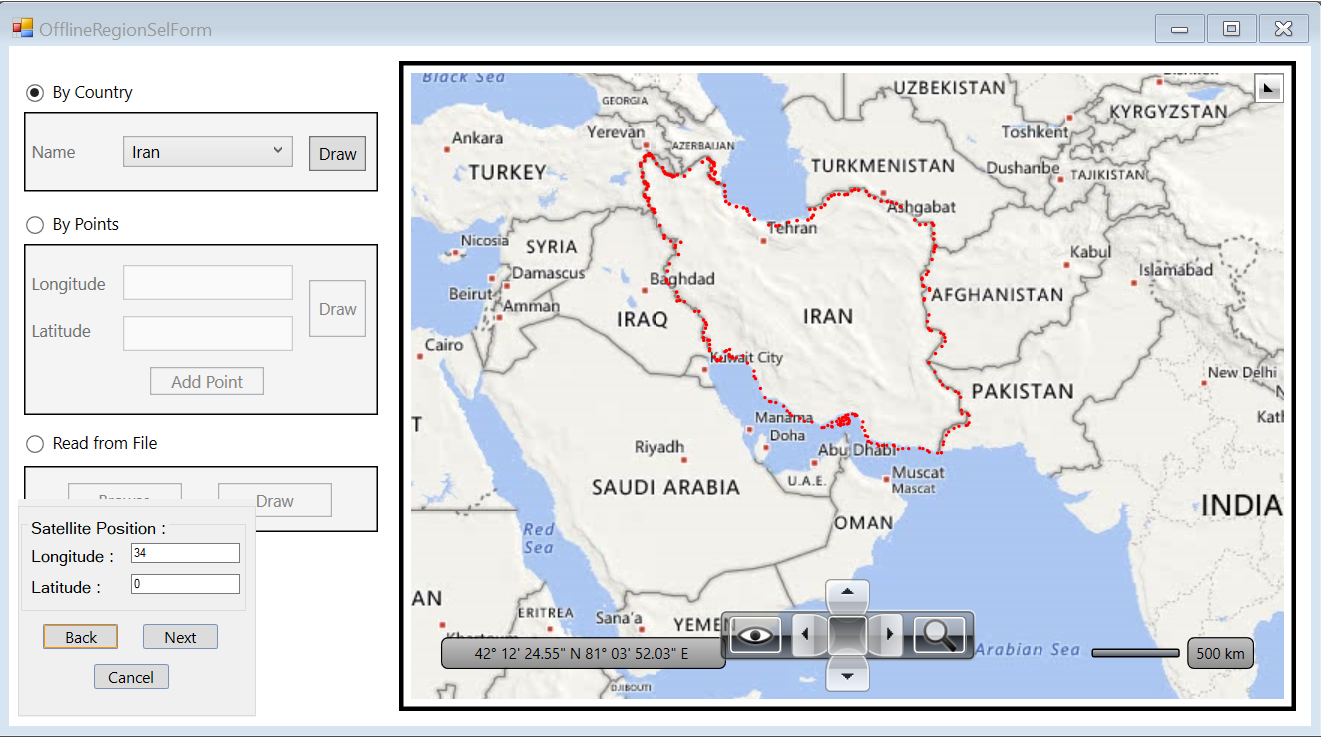 OfflineRegionSelForm
By Country
Name
Iran
Draw
By Points
Longitude
Latitude
Draw
Add Point
Read from File
Browse
Draw
Satellite Position :
Longitude :
34
Latitude :
0
Back
Next
Cancel
Black Sea
GEORGIA
UZBEKISTAN
KYRGYZSTAN
Ankara
Yerevan
AZERBAIJAN
Toshkent
TURKEY
TURKMENISTAN
Dushanbe
TAJIKISTAN
Ashgabat
Tehran
Nicosia
SYRIA
Kabul
Damascus
Baghdad
Islamabad
Beirut
Amman
AFGHANISTAN
IRAQ
IRAN
Cairo
Kuwait City
New Delhi
PAKISTAN
Manama
Doha
Riyadh
Abu Dhabi
Muscat
Mascat
U.A.E.
SAUDI ARABIA
INDIA
OMAN
Red
Sea
ERITREA
Sana'a
YEMEN
42° 12' 24.55" N 81° 03' 52.03" E
Arabian Sea
500 km
DJIBOUTI